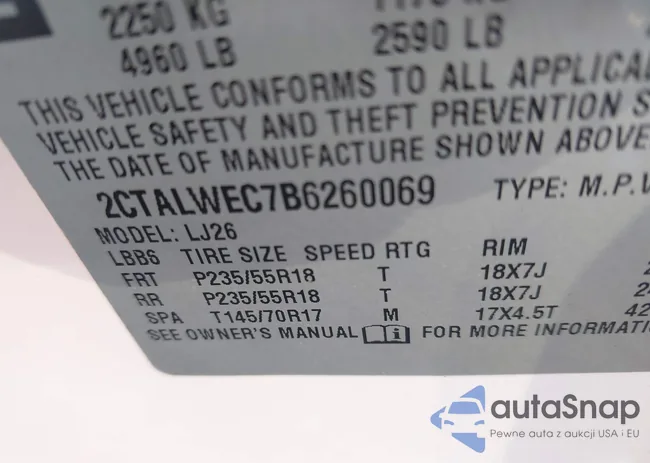 2250 KG
4960 LB
2590 LB
THIS VEHICLE CONFORMS TO ALL
VEHICLE SAFETY AND THEFT PREVENTION
THE DATE OF MANUFACTURE SHOWN ABOVE
2CTALWEC7B6260069 TYPE: M.P.V
MODEL: LJ26
LBB6 TIRE SIZE SPEED RTG RIM
FRT P235/55R18 T 18X7J
RR P235/55R18 T 18X7J
SPA T145/70R17 M 17X4.5T
SEE OWNER'S MANUAL FOR MORE
autaSnap
Pewne auta z aukcji USA i EU